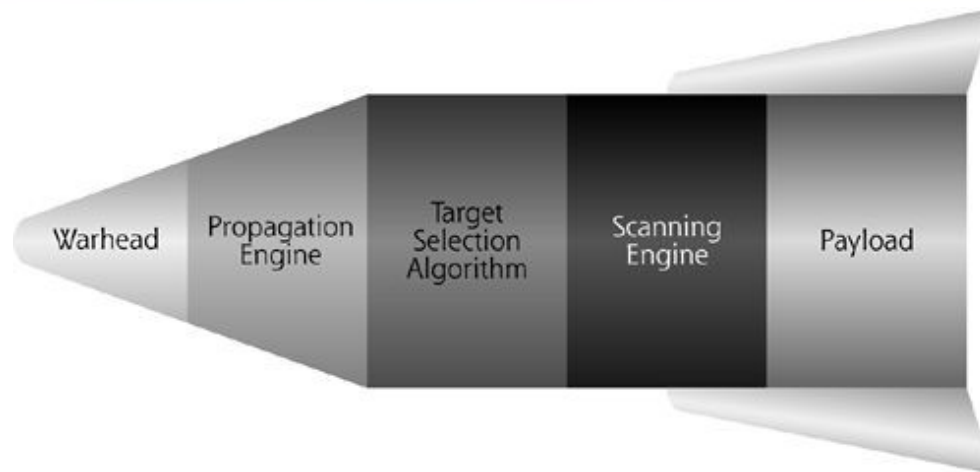 Warhead
Propagation
Engine
Target
Selection
Algorithm
Scanning
Engine
Payload